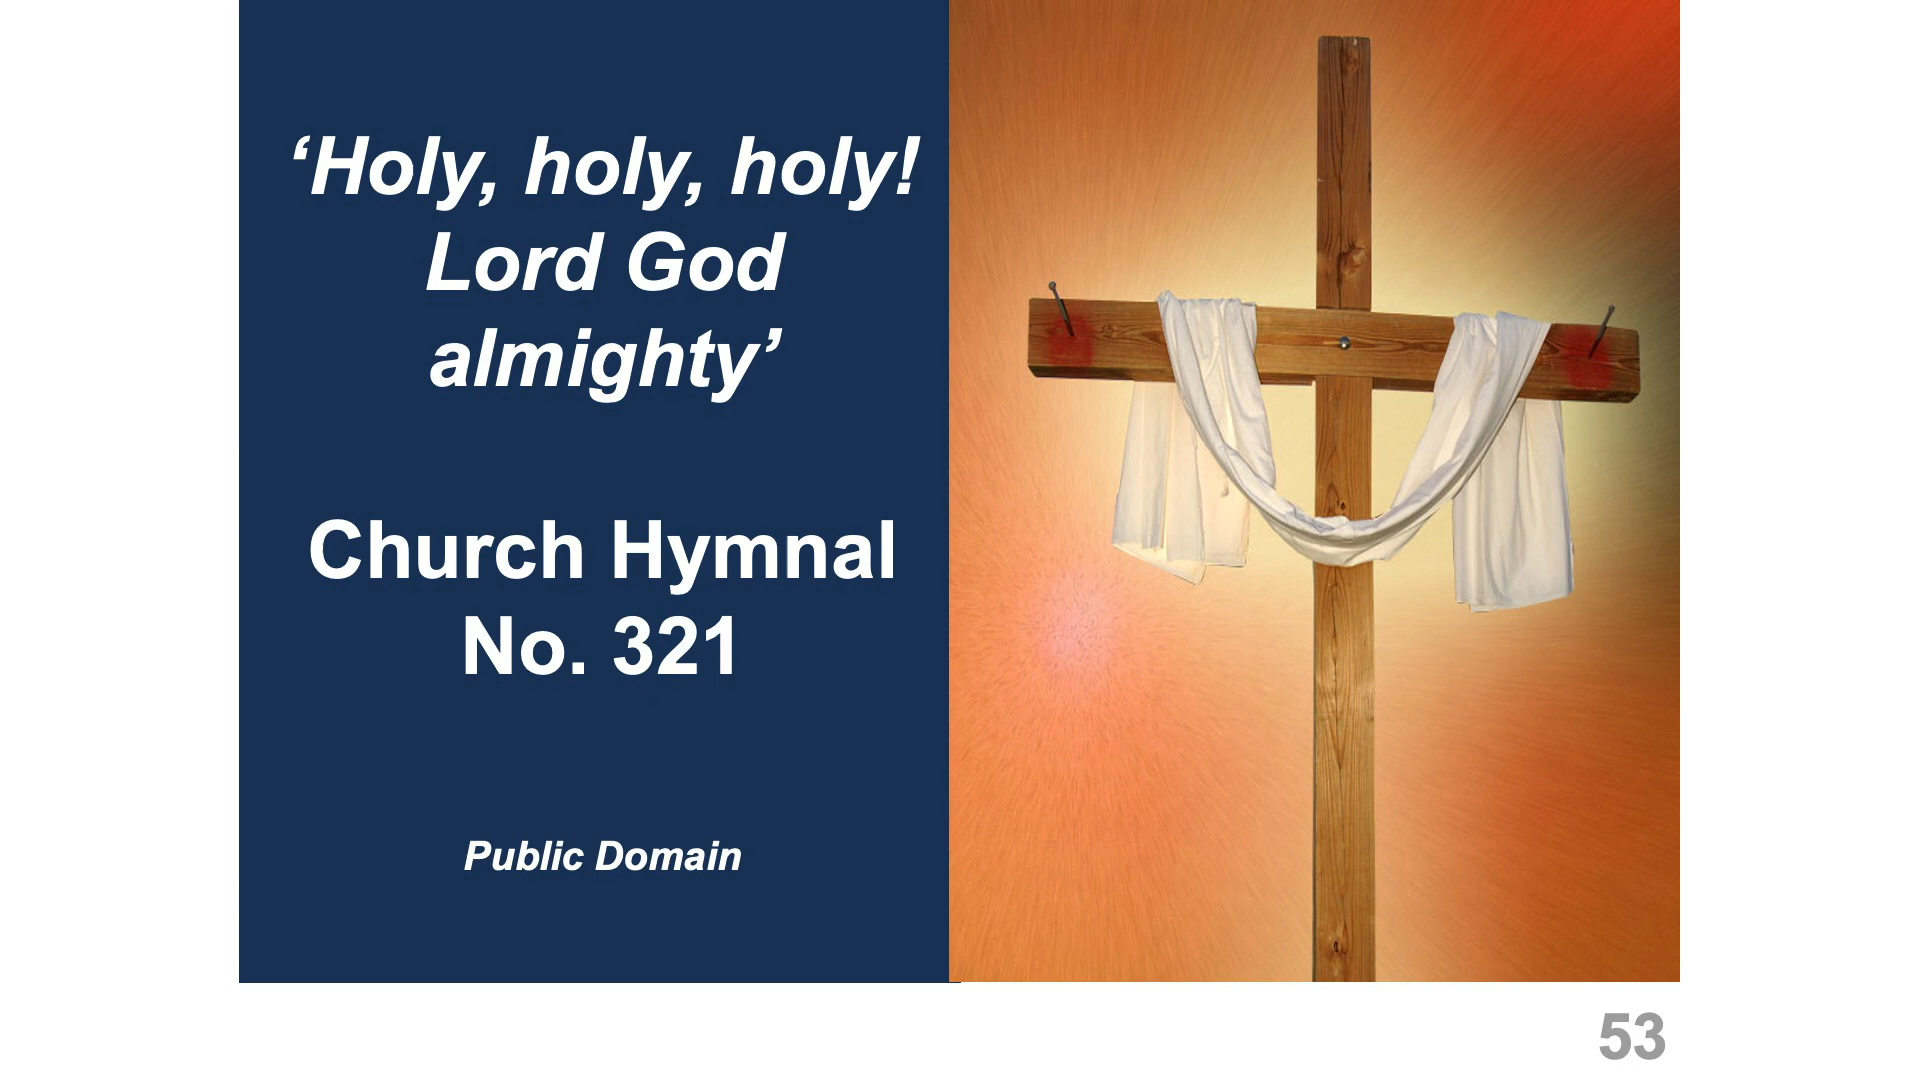 ‘Holy, holy, holy!
Lord God
almighty’
Church Hymnal
No. 321
Public Domain
53